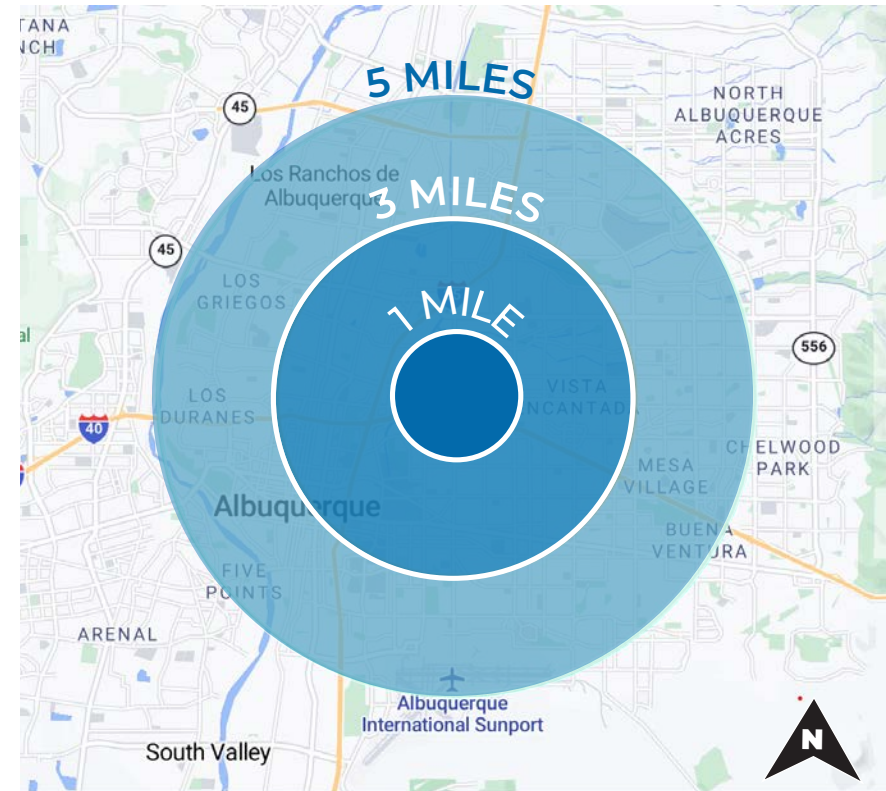 TANA
NCH
5 MILES
45
NORTH
ALBUQUERQUE
ACRES
Los Ranchos de
Albuquerque
3 MILES
45
LOS
GRIEGOS
1 MILE
556
al
VISTA
NCANTADA
LOS
DURANES
40
CHELWOOD
PARK
MESA
VILLAGE
Albuquerque
BUENA
VENTURA
FIVE
POINTS
ARENAL
Albuquerque
International Sunport
South Valley
N